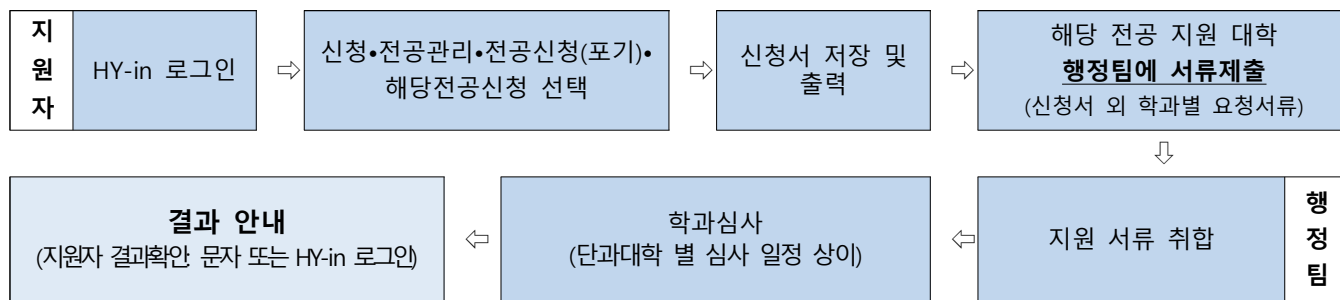 지
원
자
HY-in 로그인
⇨
신청•전공관리•전공신청(포기)•
해당전공신청 선택
⇨
신청서 저장 및
출력
⇨
해당 전공 지원 대학
행정팀에 서류제출
(신청서 외 학과별 요청서류)
⇩
행
정
팀
지원 서류 취합
⇦
학과심사
(단과대학 별 심사 일정 상이)
⇦
결과 안내
(지원자 결과확인: 문자 또는 HY-in 로그인)